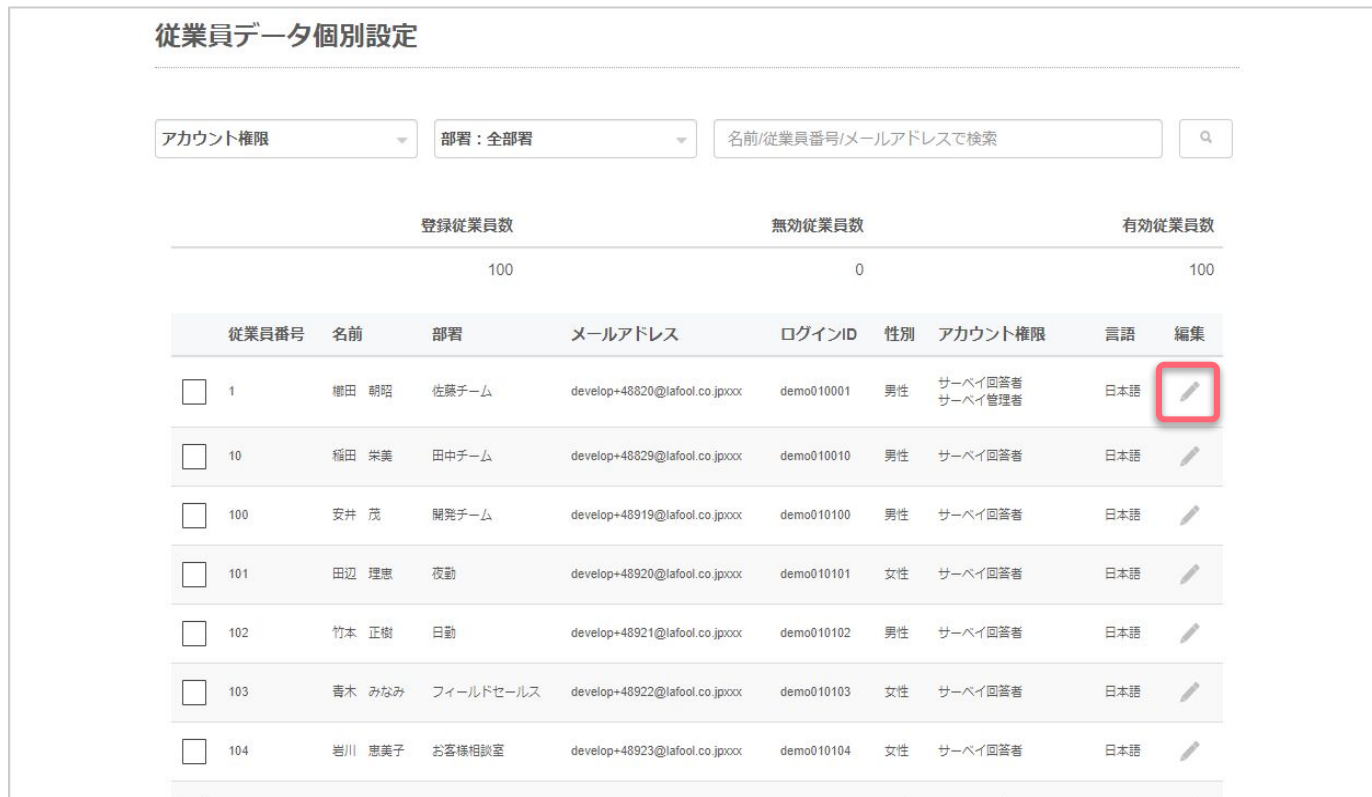 従業員データ個別設定
アカウント権限 部署：全部署 名前/従業員番号/メールアドレスで検索
登録従業員数 無効従業員数 有効従業員数
100 0 100
従業員番号 名前 部署 メールアドレス ログインID 性別 アカウント権限 言語 編集
1 櫛田 朝昭 佐藤チーム develop+48820@lafool.co.jpxxx demo010001 男性 サーベイ回答者 日本語
サーベイ管理者
10 稲田 栄美 田中チーム develop+48829@lafool.co.jpxxx demo010010 男性 サーベイ回答者 日本語
100 安井 茂 開発チーム develop+48919@lafool.co.jpxxx demo010100 男性 サーベイ回答者 日本語
101 田辺 理恵 夜勤 develop+48920@lafool.co.jpxxx demo010101 女性 サーベイ回答者 日本語
102 竹本 正樹 日勤 develop+48921@lafool.co.jpxxx demo010102 男性 サーベイ回答者 日本語
103 青木 みなみ フィールドセールス develop+48922@lafool.co.jpxxx demo010103 女性 サーベイ回答者 日本語
104 岩川 恵美子 お客様相談室 develop+48923@lafool.co.jpxxx demo010104 女性 サーベイ回答者 日本語